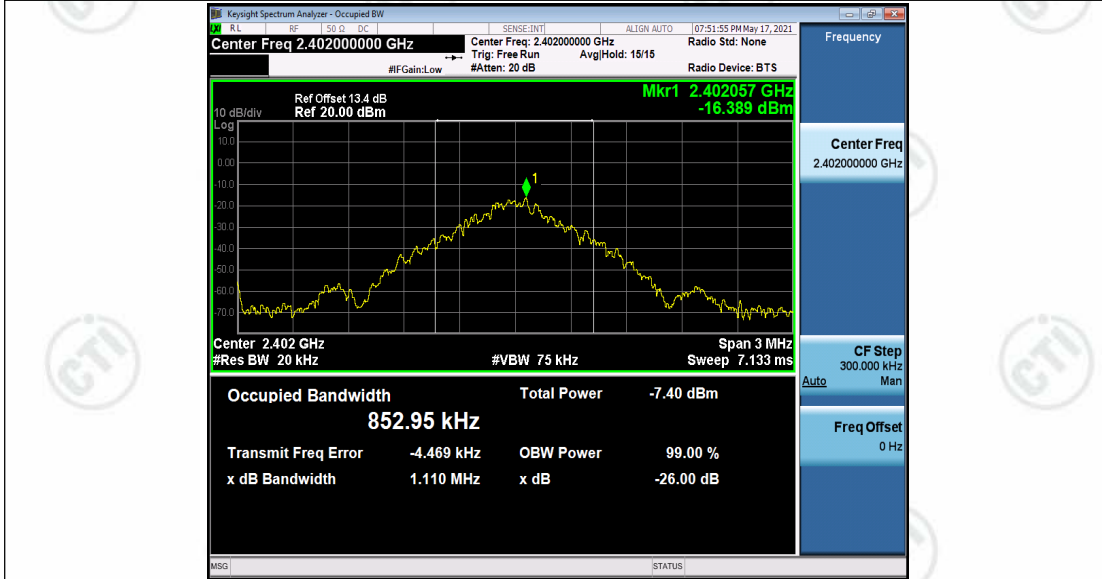 Keysight Spectrum Analyzer - Occupied BW
LXI RL RF 50 Ω DC SENSE:INT ALIGN AUTO 07:51:55 PM May 17, 2021
Center Freq 2.402000000 GHz
Center Freq: 2.402000000 GHz Radio Std: None
Trig: Free Run Avg|Hold: 15/15
#IFGain:Low #Atten: 20 dB Radio Device: BTS
Frequency
Mkr1 2.402057 GHz
-16.389 dBm
Ref Offset 13.4 dB
10 dB/div Ref 20.00 dBm
Log
10.0
0.00
-10.0
-20.0
-30.0
-40.0
-50.0
-60.0
-70.0
1
Center 2.402 GHz Span 3 MHz
#Res BW 20 kHz #VBW 75 kHz Sweep 7.133 ms
Occupied Bandwidth Total Power -7.40 dBm
852.95 kHz
Transmit Freq Error -4.469 kHz OBW Power 99.00 %
x dB Bandwidth 1.110 MHz x dB -26.00 dB
Center Freq
2.402000000 GHz
CF Step
300.000 kHz
Auto Man
Freq Offset
0 Hz
MSG STATUS
CTI
CTI